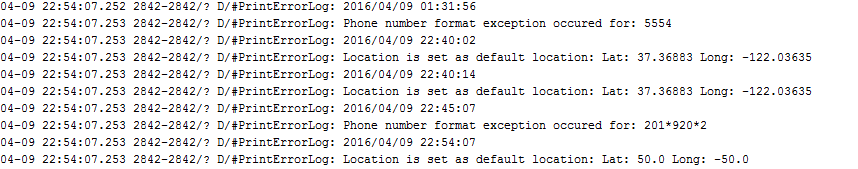 04-09 22:54:07.252 2842-2842/? D/#PrintErrorLog: 2016/04/09 01:31:56
04-09 22:54:07.253 2842-2842/? D/#PrintErrorLog: Phone number format exception occured for: 5554
04-09 22:54:07.253 2842-2842/? D/#PrintErrorLog: 2016/04/09 22:40:02
04-09 22:54:07.253 2842-2842/? D/#PrintErrorLog: Location is set as default location: Lat: 37.36883 Long: -122.03635
04-09 22:54:07.253 2842-2842/? D/#PrintErrorLog: 2016/04/09 22:40:14
04-09 22:54:07.253 2842-2842/? D/#PrintErrorLog: Location is set as default location: Lat: 37.36883 Long: -122.03635
04-09 22:54:07.253 2842-2842/? D/#PrintErrorLog: 2016/04/09 22:45:07
04-09 22:54:07.253 2842-2842/? D/#PrintErrorLog: Phone number format exception occured for: 201*920*2
04-09 22:54:07.253 2842-2842/? D/#PrintErrorLog: 2016/04/09 22:54:07
04-09 22:54:07.253 2842-2842/? D/#PrintErrorLog: Location is set as default location: Lat: 50.0 Long: -50.0